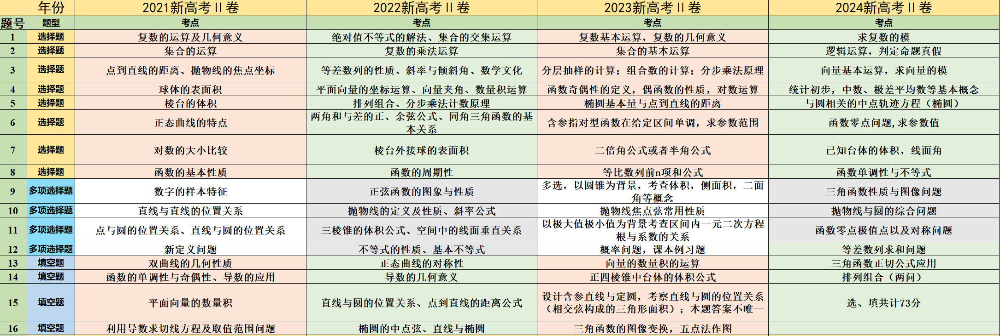 年份 2021新高考Ⅱ卷 2022新高考Ⅱ卷 2023新高考Ⅱ卷 2024新高考Ⅱ卷
题号 题型 考点 考点 考点 考点
1 选择题 复数的运算及几何意义 绝对值不等式的解法、集合的交集运算 复数基本运算，复数的几何意义 求复数的模
2 选择题 集合的运算 复数的乘法运算 集合的基本运算 逻辑运算，判定命题真假
3 选择题 点到直线的距离、抛物线的焦点坐标 等差数列的性质、斜率与倾斜角、数学文化 分层抽样的计算；组合数的计算；分步乘法原理 向量基本运算，求向量的模
4 选择题 球体的表面积 平面向量的坐标运算、向量夹角、数量积运算 函数奇偶性的定义，偶函数的性质，对数运算 统计初步，中数、极差平均数等基本概念
5 选择题 棱台的体积 排列组合、分步乘法计数原理 椭圆基本量与点到直线的距离 与圆相关的中点轨迹方程（椭圆）
6 选择题 正态曲线的特点 两角和与差的正、余弦公式、同角三角函数的基
本关系 含参指对型函数在给定区间单调，求参数范围 函数零点问题,求参数值
7 选择题 对数的大小比较 棱台外接球的表面积 二倍角公式或者半角公式 已知台体的体积，线面角
8 选择题 函数的基本性质 函数的周期性 等比数列前n项和公式 函数单调性与不等式
9 多项选择题 数字的样本特征 正弦函数的图象与性质 多选，以圆锥为背景，考查体积，侧面积，二面
角等概念 三角函数性质与图像问题
10 多项选择题 直线与直线的位置关系 抛物线的定义及性质、斜率公式 抛物线焦点弦常用性质 抛物线与圆的综合问题
11 多项选择题 点与圆的位置关系、直线与圆的位置关系 三棱锥的体积公式、空间中的线面垂直关系 以极大值极小值为背景考查区间内一元二次方程
根与系数的关系 函数零点极值点以及对称问题
12 多项选择题 新定义问题 不等式的性质、基本不等式 概率问题，课本例习题 等差数列求和问题
13 填空题 双曲线的几何性质 正态曲线的对称性 向量的数量积的运算 三角函数正切公式应用
14 填空题 函数的单调性与奇偶性、导数的应用 导数的几何意义 正四棱锥中台体的体积公式 排列组合（两问）
15 填空题 平面向量的数量积 直线与圆的位置关系、点到直线的距离公式 设计含参直线与定圆，考察直线与圆的位置关系
（相交弦构成的三角形面积）；本题答案不唯一 选、填共计73分
16 填空题 利用导数求切线方程及取值范围问题 椭圆的中点弦、直线与椭圆 三角函数的图像变换，五点法作图